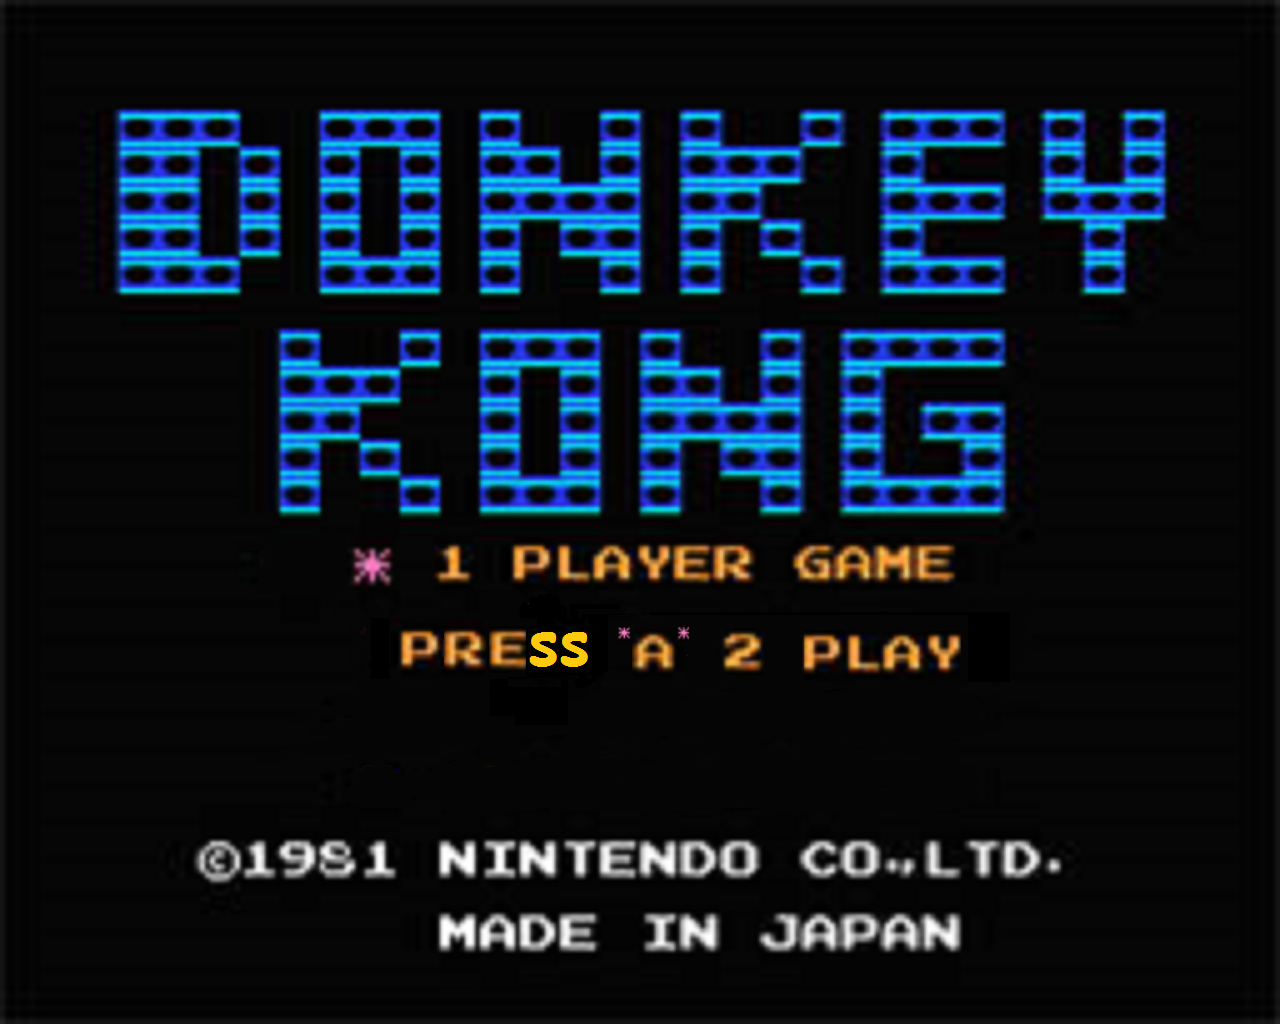 DONKEY
KONG
* 1 PLAYER GAME
PRESS *A* 2 PLAY
©1981 NINTENDO CO.,LTD.
MADE IN JAPAN